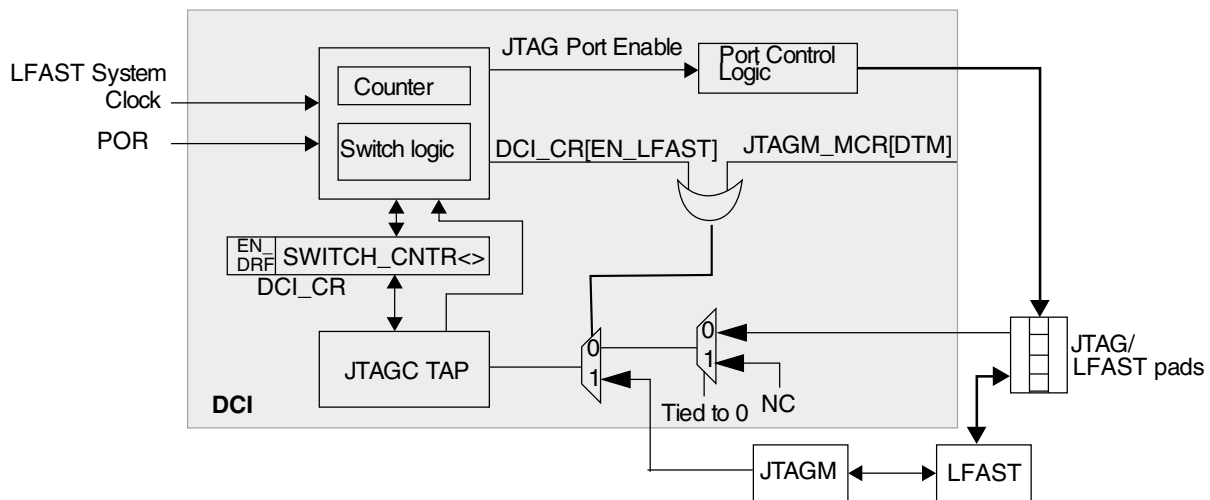 JTAG Port Enable
Port Control
Logic
LFAST System
Clock
Counter
POR
Switch logic
DCI_CR[EN_LFAST]
JTAGM_MCR[DTM]
EN_
DRF
SWITCH_CNTR<>
DCI_CR
0
1
0
1
JTAGC TAP
JTAG/
LFAST pads
DCI
Tied to 0
NC
JTAGM
LFAST